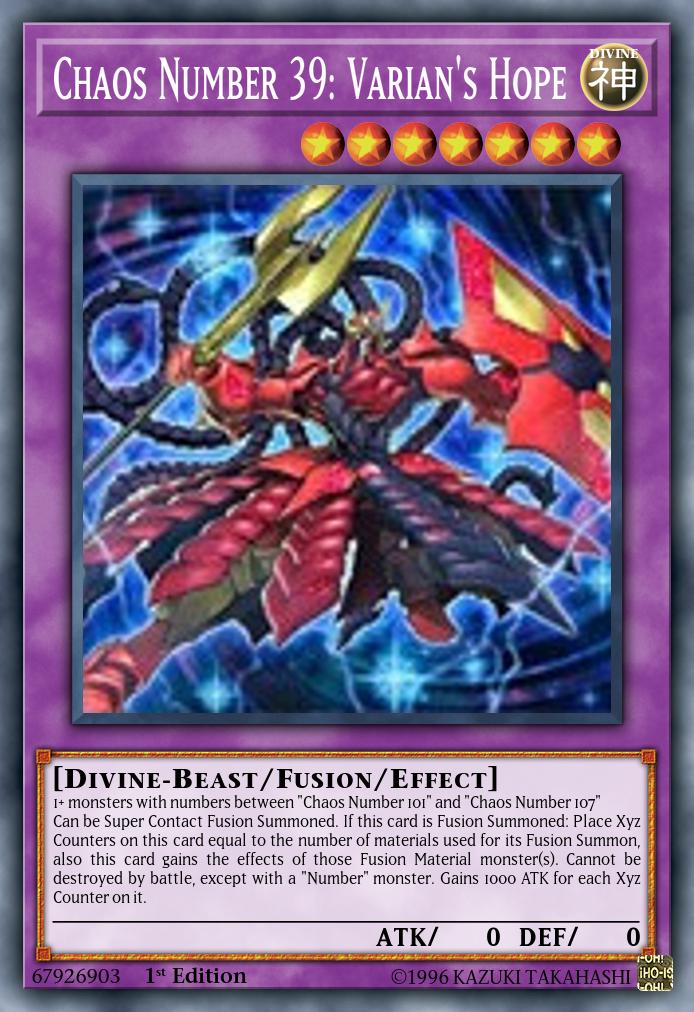 Chaos Number 39: Varian's Hope
DIVINE
神
[Divine-Beast/Fusion/Effect]
1+ monsters with numbers between "Chaos Number 101" and "Chaos Number 107"
Can be Super Contact Fusion Summoned. If this card is Fusion Summoned: Place Xyz
Counters on this card equal to the number of materials used for its Fusion Summon,
also this card gains the effects of those Fusion Material monster(s). Cannot be
destroyed by battle, except with a "Number" monster. Gains 1000 ATK for each Xyz
Counter on it.
ATK/ 0 DEF/ 0
67926903 1st Edition ©1996 KAZUKI TAKAHASHI